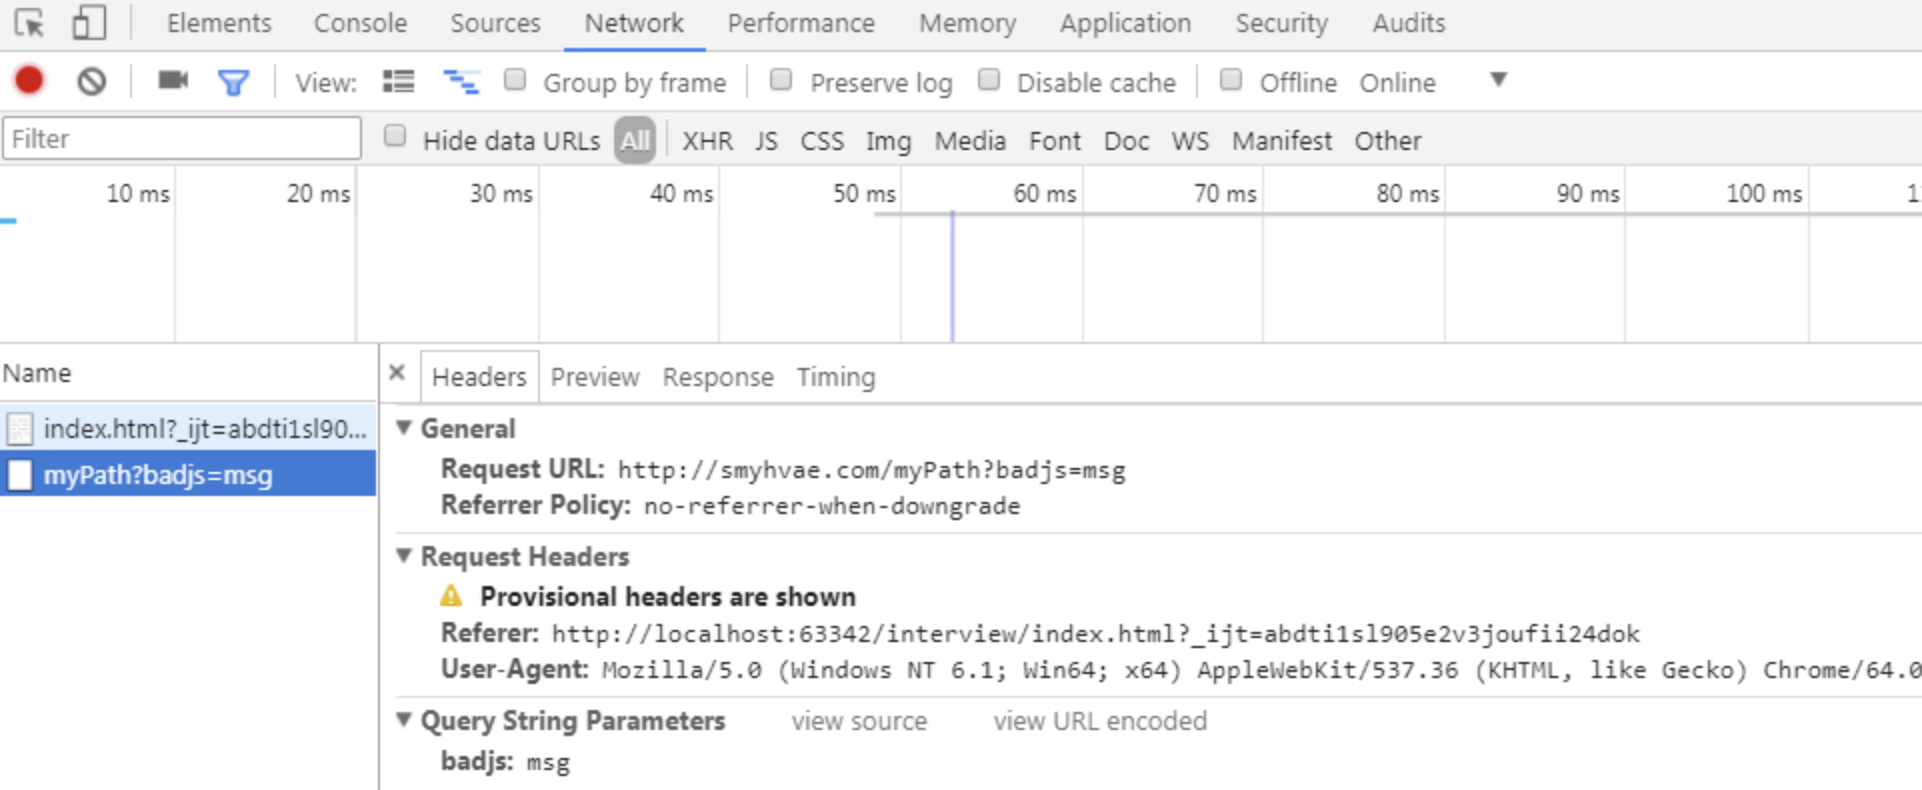 Elements Console Sources Network Performance Memory Application Security Audits
View: Group by frame Preserve log Disable cache Offline Online
Filter Hide data URLs All XHR JS CSS Img Media Font Doc WS Manifest Other
10 ms 20 ms 30 ms 40 ms 50 ms 60 ms 70 ms 80 ms 90 ms 100 ms
Name
index.html?_ijt=abdti1sl90...
myPath?badjs=msg
× Headers Preview Response Timing
General
Request URL: http://smyhvae.com/myPath?badjs=msg
Referrer Policy: no-referrer-when-downgrade
Request Headers
Provisional headers are shown
Referer: http://localhost:63342/interview/index.html?_ijt=abdti1sl905e2v3joufii24dok
User-Agent: Mozilla/5.0 (Windows NT 6.1; Win64; x64) AppleWebKit/537.36 (KHTML, like Gecko) Chrome/64.0
Query String Parameters view source view URL encoded
badjs: msg